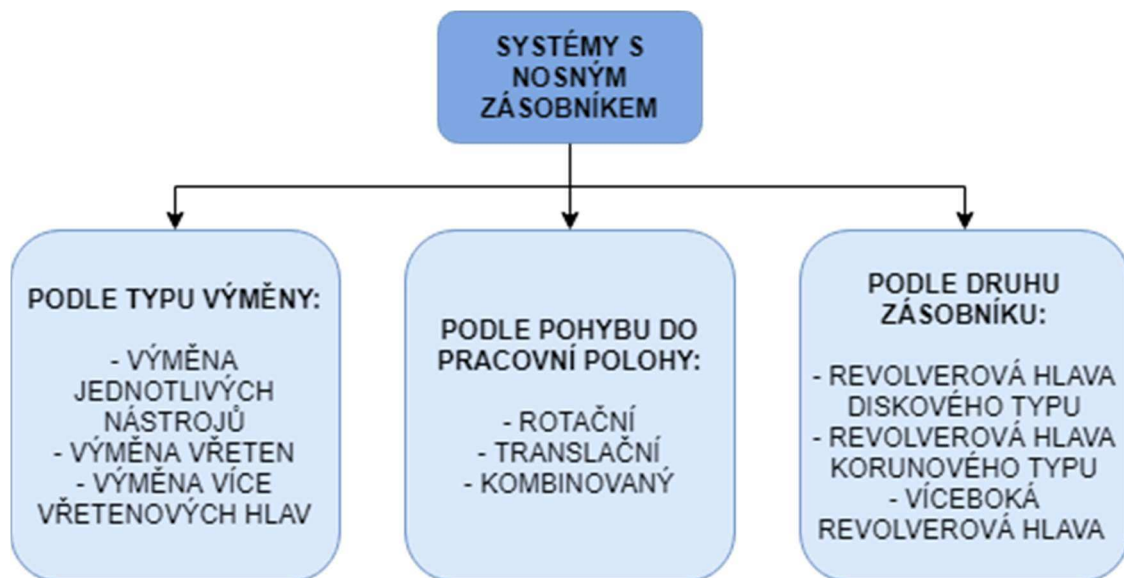 SYSTÉMY S
NOSNÝM
ZÁSOBNÍKEM
PODLE TYPU VÝMĚNY:
- VÝMĚNA
JEDNOTLIVÝCH
NÁSTROJŮ
- VÝMĚNA VŘETEN
- VÝMĚNA VÍCE
VŘETENOVÝCH HLAV
PODLE POHYBU DO
PRACOVNÍ POLOHY:
- ROTAČNÍ
- TRANSLAČNÍ
- KOMBINOVANÝ
PODLE DRUHU
ZÁSOBNÍKU:
- REVOLVEROVÁ HLAVA
DISKOVÉHO TYPU
- REVOLVEROVÁ HLAVA
KORUNOVÉHO TYPU
- VÍCEBOKÁ
REVOLVEROVÁ HLAVA